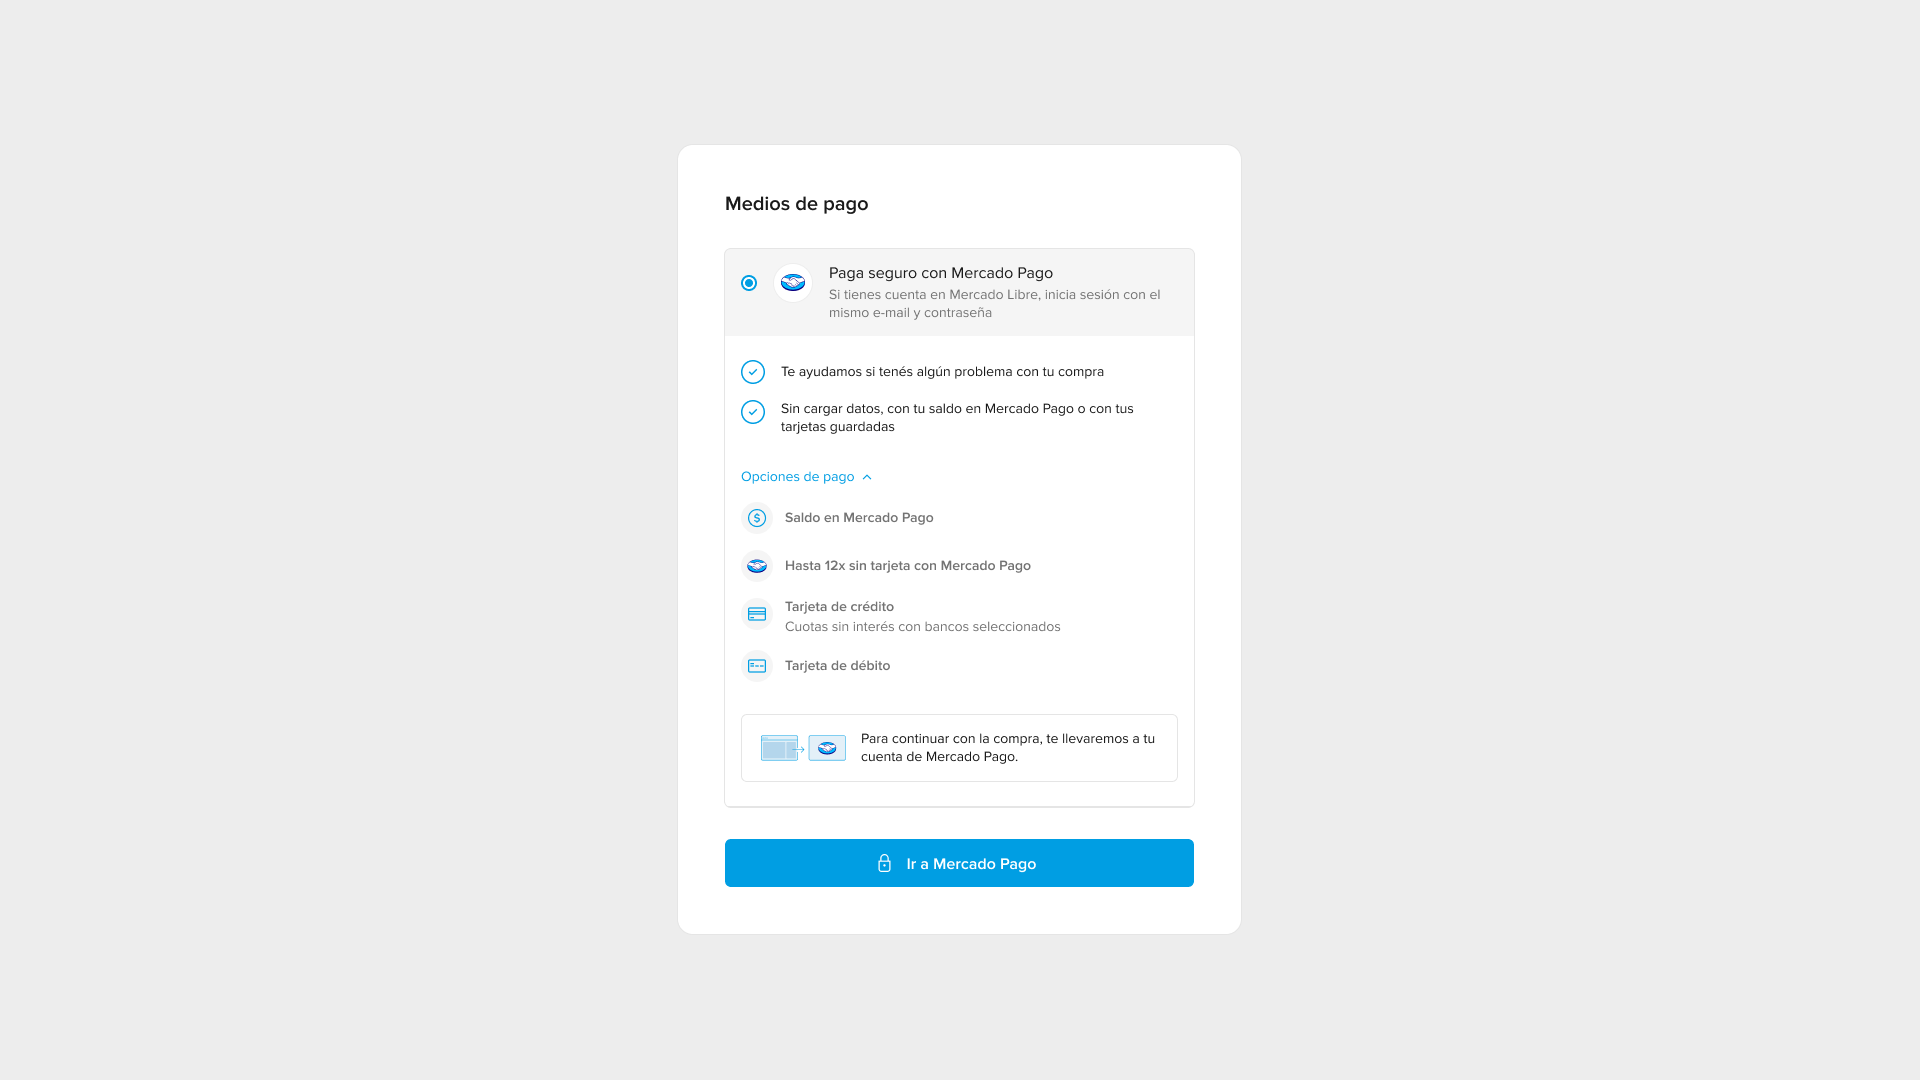 Medios de pago
Paga seguro con Mercado Pago
Si tienes cuenta en Mercado Libre, inicia sesión con el
mismo e-mail y contraseña
Te ayudamos si tenés algún problema con tu compra
Sin cargar datos, con tu saldo en Mercado Pago o con tus
tarjetas guardadas
Opciones de pago
Saldo en Mercado Pago
Hasta 12x sin tarjeta con Mercado Pago
Tarjeta de crédito
Cuotas sin interés con bancos seleccionados
Tarjeta de débito
Para continuar con la compra, te llevaremos a tu
cuenta de Mercado Pago.
Ir a Mercado Pago